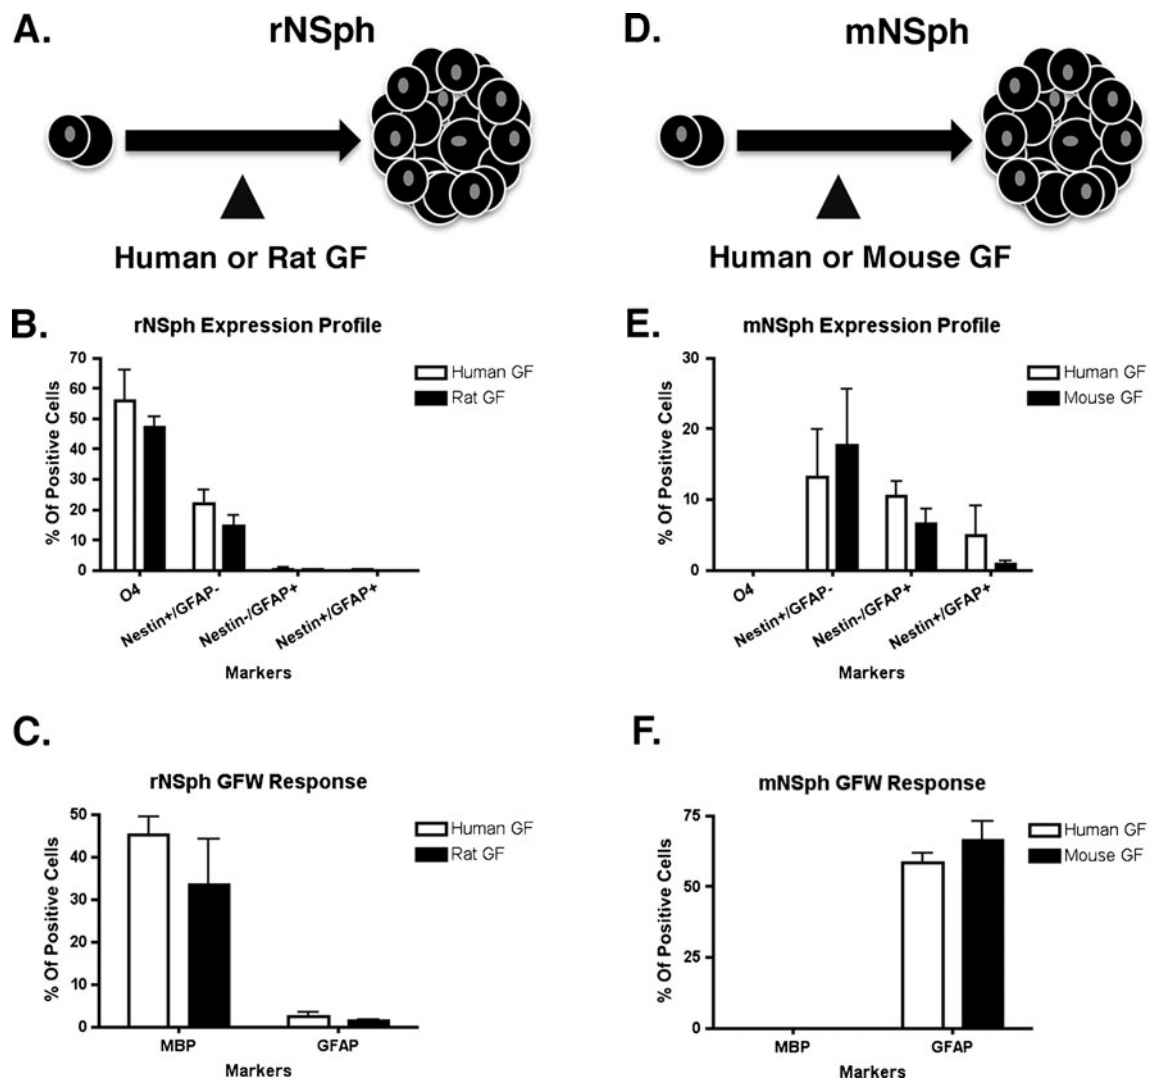 A.
rNSph
Human or Rat GF
D.
mNSph
Human or Mouse GF
B.
rNSph Expression Profile
% Of Positive Cells
70
60
50
40
30
20
10
0
Human GF
Rat GF
O4
Nestin+/GFAP-
Nestin-/GFAP+
Nestin+/GFAP+
Markers
E.
mNSph Expression Profile
% Of Positive Cells
30
20
10
0
Human GF
Mouse GF
O4
Nestin+/GFAP-
Nestin-/GFAP+
Nestin+/GFAP+
Markers
C.
rNSph GFW Response
% Of Positive Cells
50
40
30
20
10
0
Human GF
Rat GF
MBP
GFAP
Markers
F.
mNSph GFW Response
% Of Positive Cells
75
50
25
0
Human GF
Mouse GF
MBP
GFAP
Markers